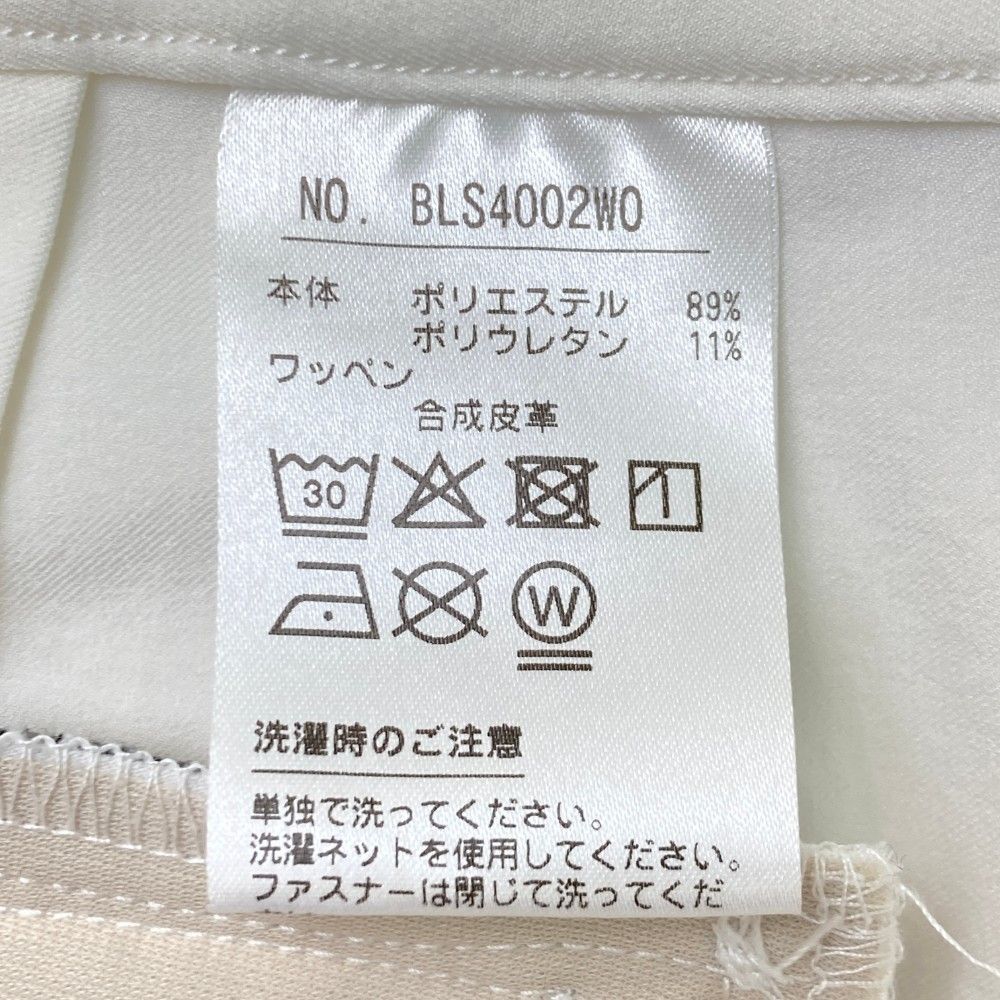 NO. BLS4002WO
本体 ポリエステル 89%
ポリウレタン 11%
ワッペン
合成皮革
30
W
洗濯時のご注意
単独で洗ってください。
洗濯ネットを使用してください。
ファスナーは閉じて洗ってくだ